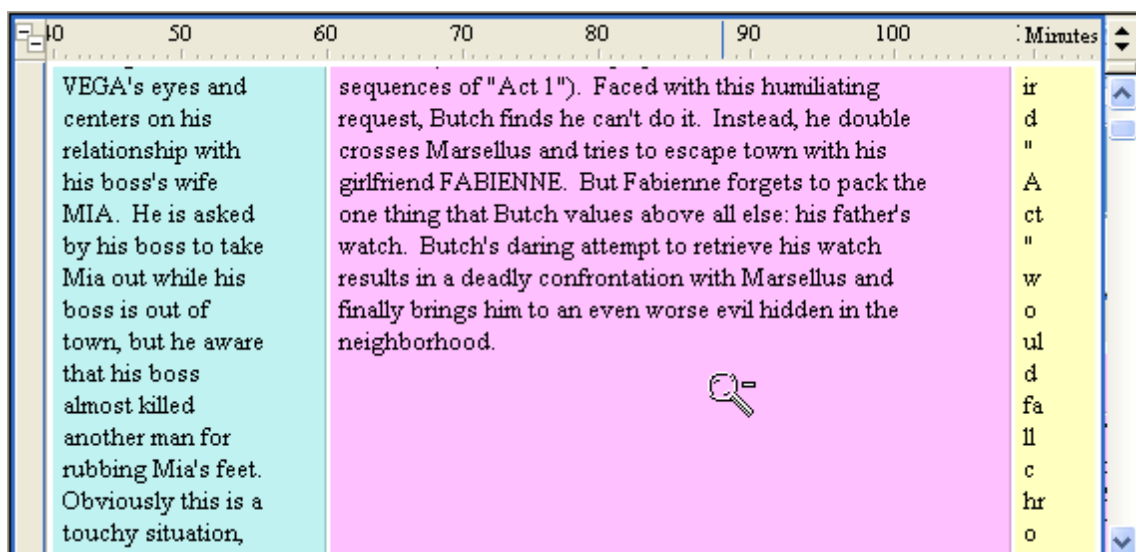 40 50 60 70 80 90 100 Minutes
VEGA's eyes and
centers on his
relationship with
his boss's wife
MIA. He is asked
by his boss to take
Mia out while his
boss is out of
town, but he aware
that his boss
almost killed
another man for
rubbing Mia's feet.
Obviously this is a
touchy situation,
sequences of "Act 1"). Faced with this humiliating
request, Butch finds he can't do it. Instead, he double
crosses Marsellus and tries to escape town with his
girlfriend FABIENNE. But Fabienne forgets to pack the
one thing that Butch values above all else: his father's
watch. Butch's daring attempt to retrieve his watch
results in a deadly confrontation with Marsellus and
finally brings him to an even worse evil hidden in the
neighborhood.
ir
d
"
A
ct
"
w
o
ul
d
fa
ll
c
hr
o